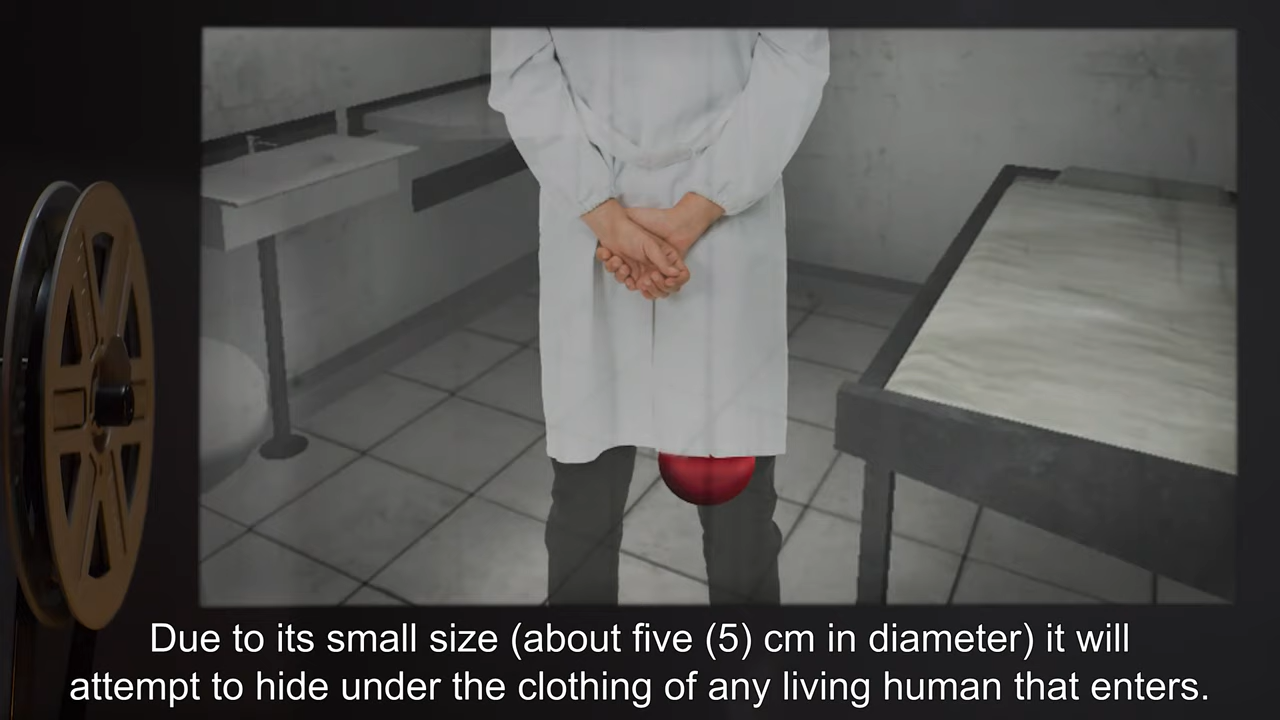 Due to its small size (about five (5) cm in diameter) it will
attempt to hide under the clothing of any living human that enters.